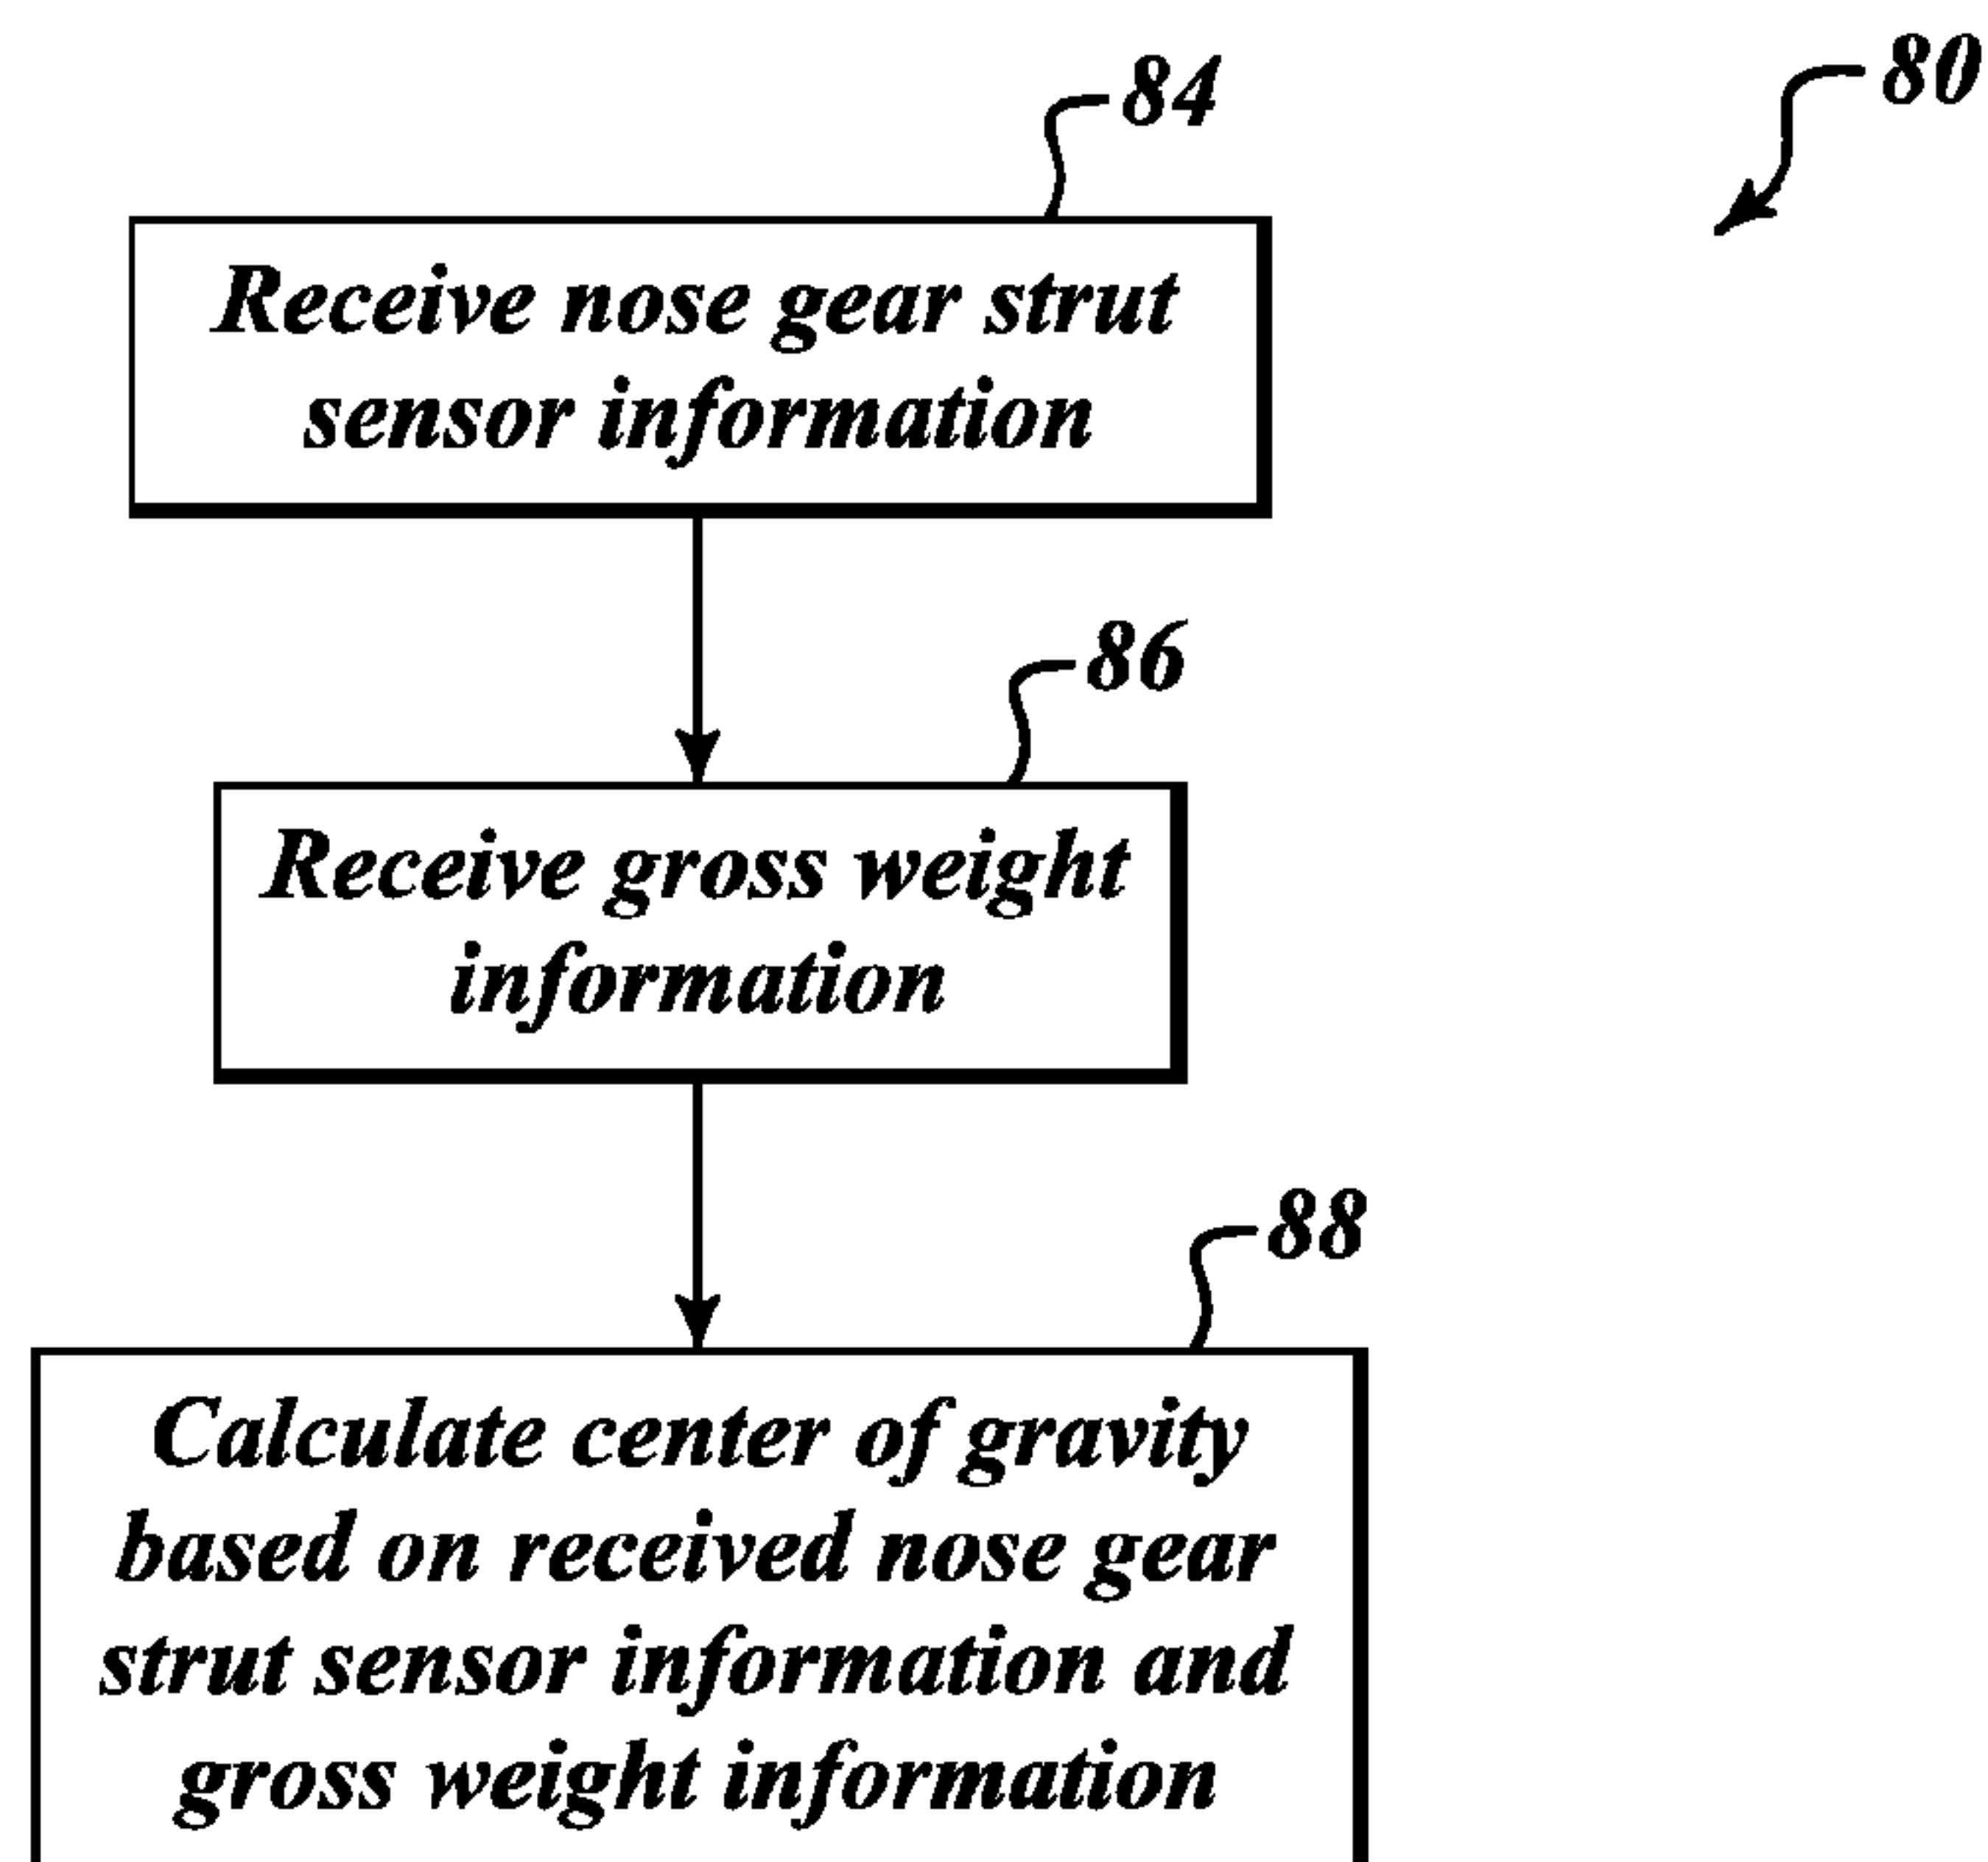 80
84
Receive nose gear strut
sensor information
86
Receive gross weight
information
88
Calculate center of gravity
based on received nose gear
strut sensor information and
gross weight information